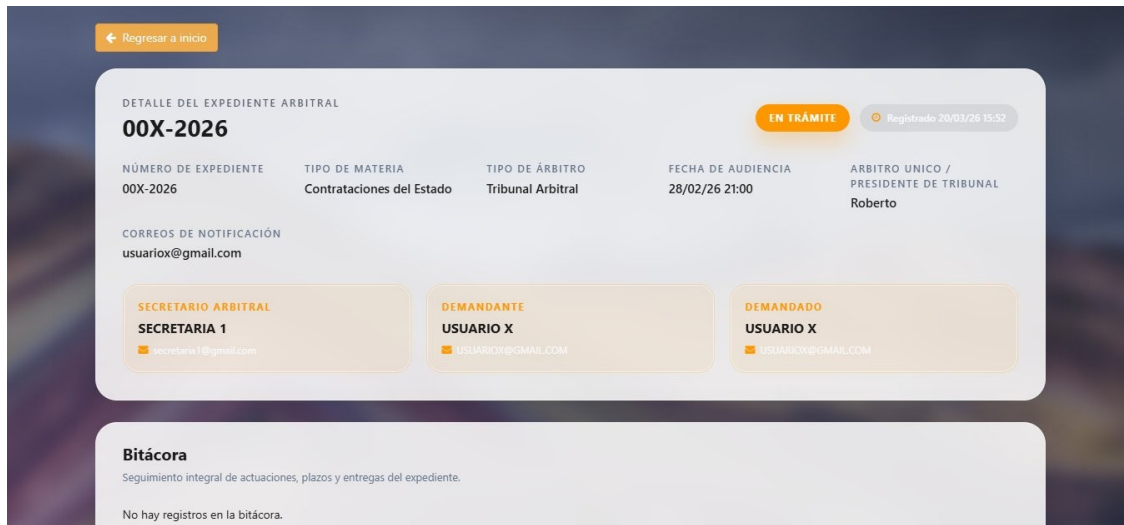 Regresar a inicio
DETALLE DEL EXPEDIENTE ARBITRAL
00X-2026
EN TRÁMITE
Registrado 20/03/26 15:52
NÚMERO DE EXPEDIENTE
00X-2026
TIPO DE MATERIA
Contrataciones del Estado
TIPO DE ÁRBITRO
Tribunal Arbitral
FECHA DE AUDIENCIA
28/02/26 21:00
ARBITRO UNICO /
PRESIDENTE DE TRIBUNAL
Roberto
CORREOS DE NOTIFICACIÓN
usuariox@gmail.com
SECRETARIO ARBITRAL
SECRETARIA 1
secretaria1@gmail.com
DEMANDANTE
USUARIO X
USUARIOX@GMAIL.COM
DEMANDADO
USUARIO X
USUARIOX@GMAIL.COM
Bitácora
Seguimiento integral de actuaciones, plazos y entregas del expediente.
No hay registros en la bitácora.